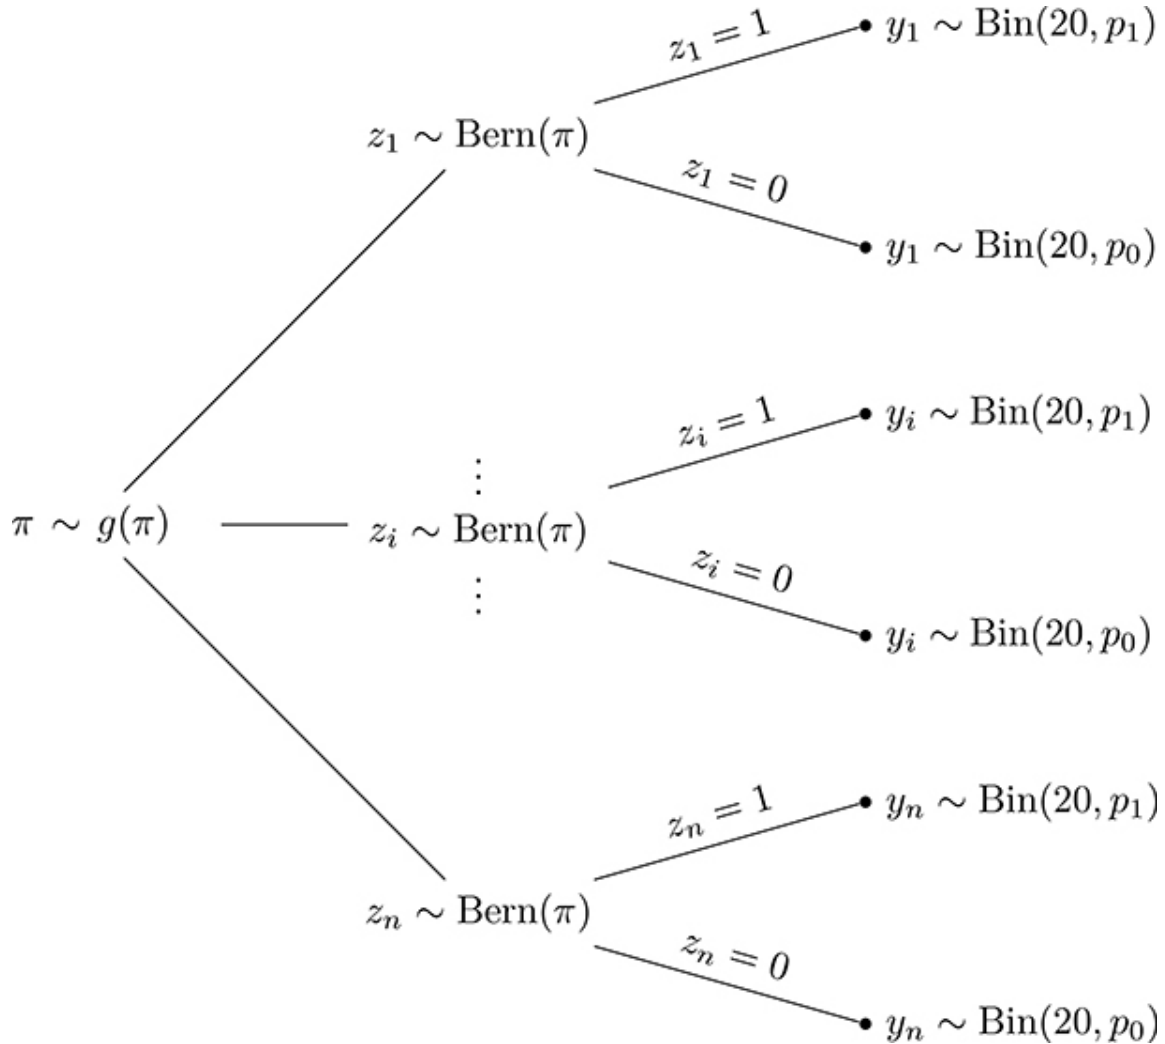 z₁ = 1
y₁ ∼ Bin(20, p₁)
z₁ ∼ Bern(π)
z₁ = 0
y₁ ∼ Bin(20, p₀)
zᵢ = 1
yᵢ ∼ Bin(20, p₁)
⋮
π ∼ g(π)
zᵢ ∼ Bern(π)
zᵢ = 0
⋮
yᵢ ∼ Bin(20, p₀)
zₙ = 1
yₙ ∼ Bin(20, p₁)
zₙ ∼ Bern(π)
zₙ = 0
yₙ ∼ Bin(20, p₀)